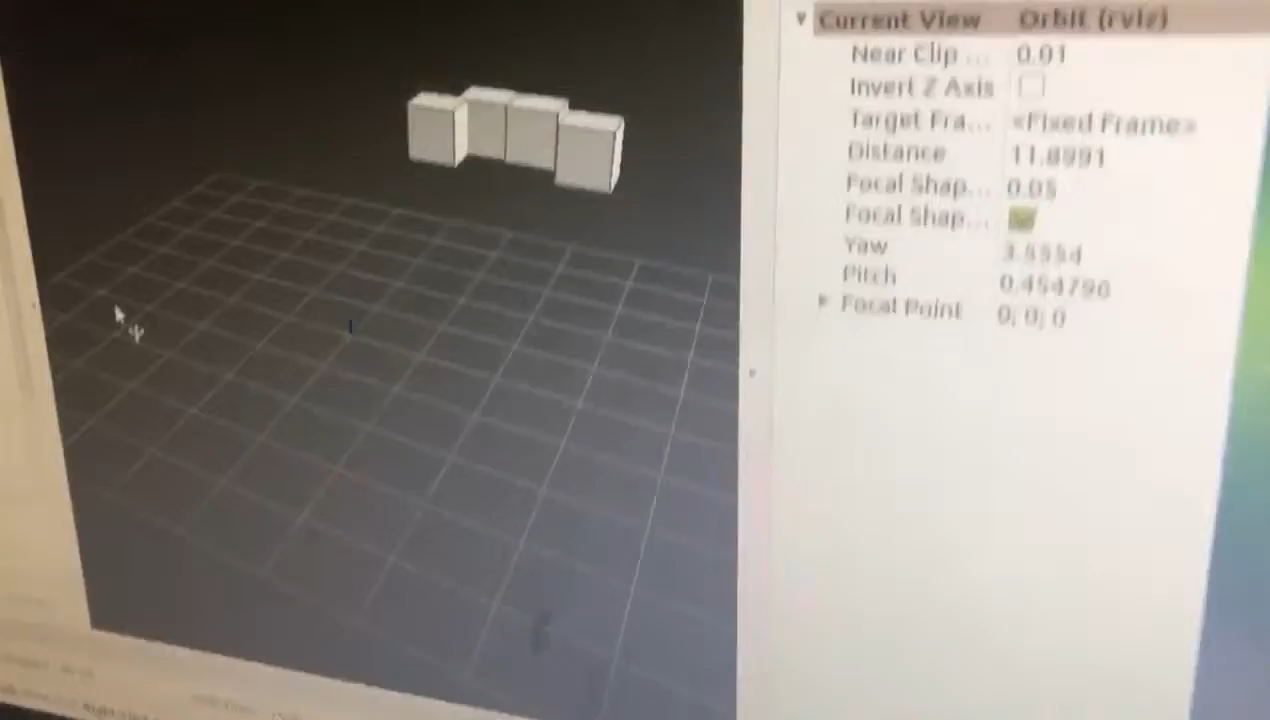 Current View Orbit (rviz)
Near Clip ... 0.01
Invert Z Axis
Target Fra... <Fixed Frame>
Distance 11.8991
Focal Shap... 0.05
Focal Shap...
Yaw
Pitch 0.454796
Focal Point 0; 0; 0